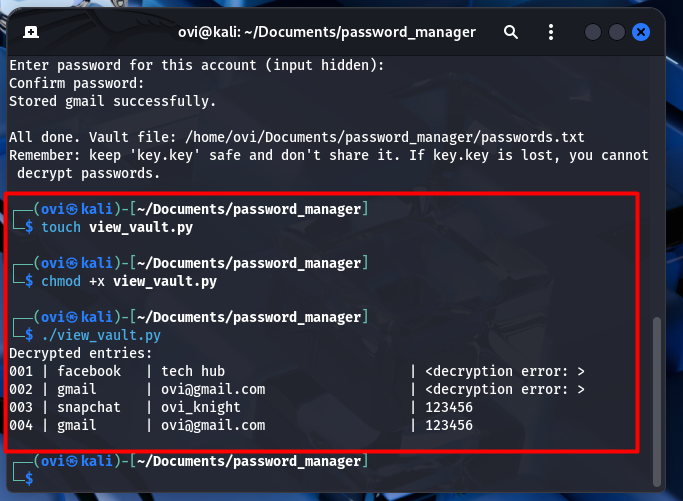 ovi@kali: ~/Documents/password_manager
Enter password for this account (input hidden):
Confirm password:
Stored gmail successfully.
All done. Vault file: /home/ovi/Documents/password_manager/passwords.txt
Remember: keep 'key.key' safe and don't share it. If key.key is lost, you cannot
decrypt passwords.
┌──(ovi㉿kali)-[~/Documents/password_manager]
└─$ touch view_vault.py
┌──(ovi㉿kali)-[~/Documents/password_manager]
└─$ chmod +x view_vault.py
┌──(ovi㉿kali)-[~/Documents/password_manager]
└─$ ./view_vault.py
Decrypted entries:
001 | facebook   | tech hub                       | <decryption error: >
002 | gmail      | ovi@gmail.com                  | <decryption error: >
003 | snapchat   | ovi_knight                     | 123456
004 | gmail      | ovi@gmail.com                  | 123456
┌──(ovi㉿kali)-[~/Documents/password_manager]
└─$